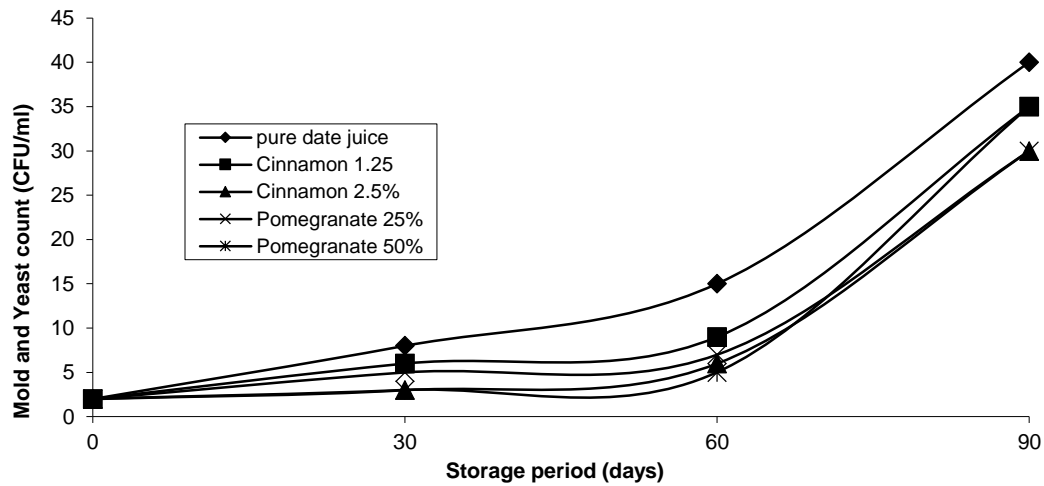 45
40
35
30
25
20
15
10
5
0
Mold and Yeast count (CFU/ml)
pure date juice
Cinnamon 1.25
Cinnamon 2.5%
Pomegranate 25%
Pomegranate 50%
0 30 60 90
Storage period (days)